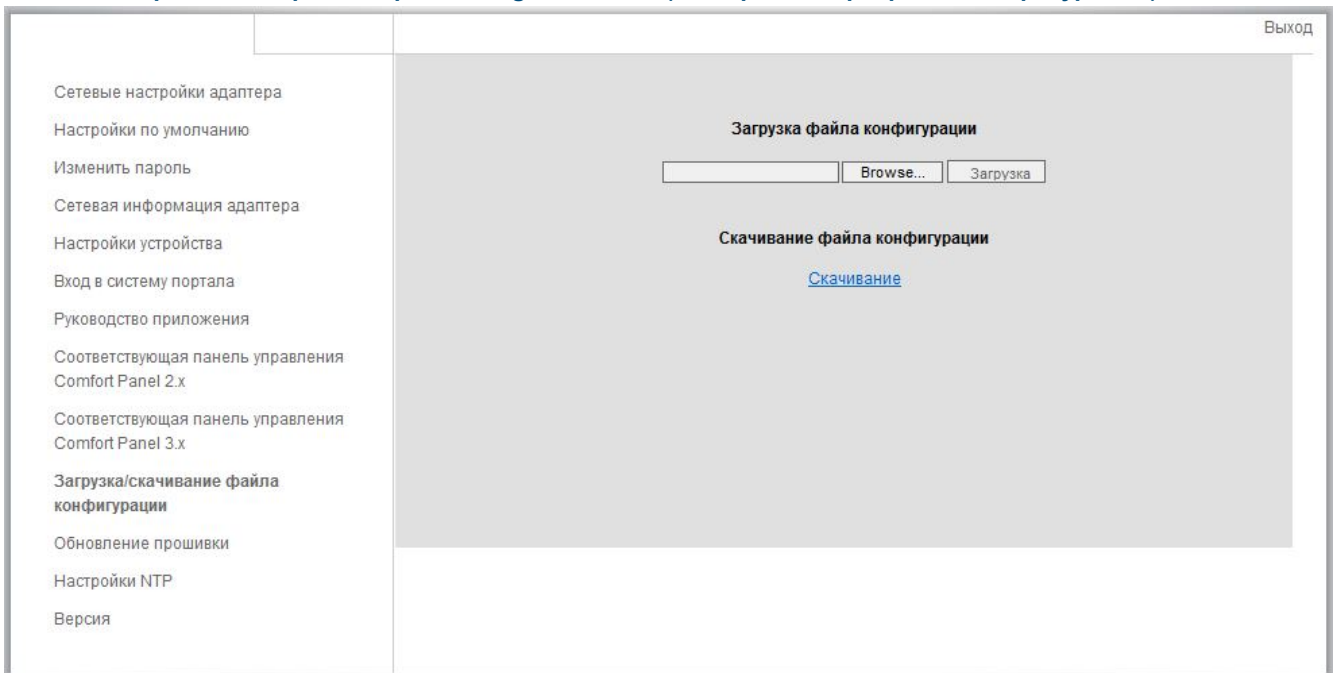 Выход
Сетевые настройки адаптера
Настройки по умолчанию
Изменить пароль
Сетевая информация адаптера
Настройки устройства
Вход в систему портала
Руководство приложения
Соответствующая панель управления
Comfort Panel 2.x
Соответствующая панель управления
Comfort Panel 3.x
Загрузка/скачивание файла
конфигурации
Обновление прошивки
Настройки NTP
Версия
Загрузка файла конфигурации
Browse... Загрузка
Скачивание файла конфигурации
Скачивание